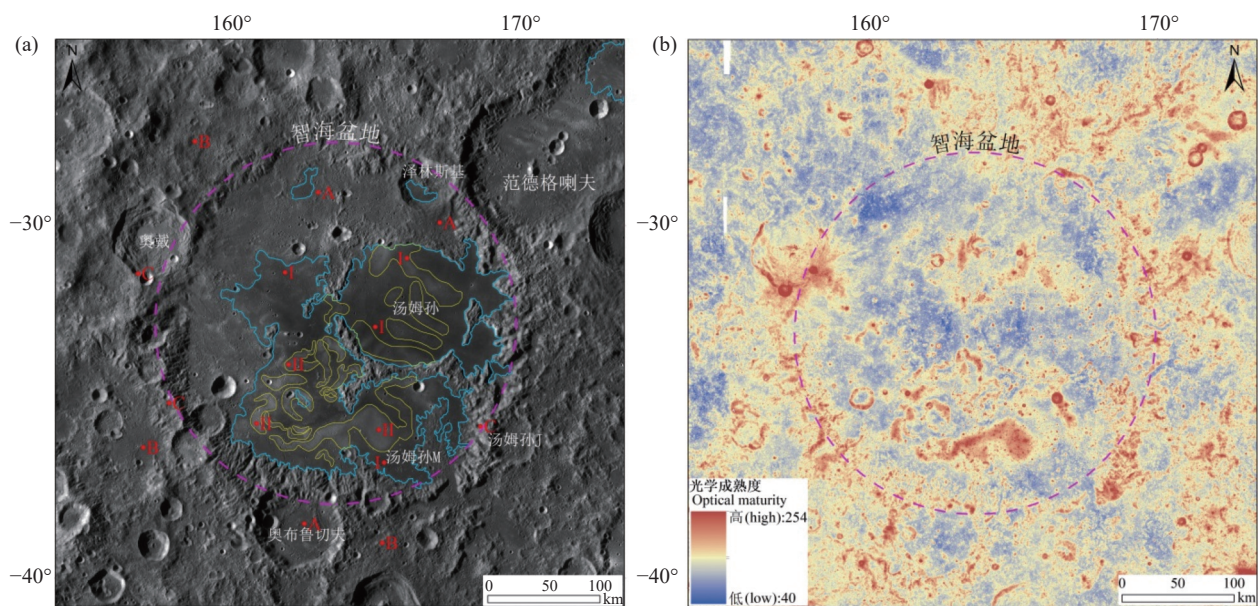 160°
170°
160°
170°
(a)
N
智海盆地
泽林斯基
范德格喇夫
B
A
A
−30°
奥戴
C
I
I
汤姆孙
I
II
C
II
II
B
汤姆孙J
I
汤姆孙M
A
奥布鲁切夫
B
−40°
0 50 100
km
(b)
N
智海盆地
−30°
光学成熟度
Optical maturity
高(high):254
低(low):40
−40°
0 50 100
km